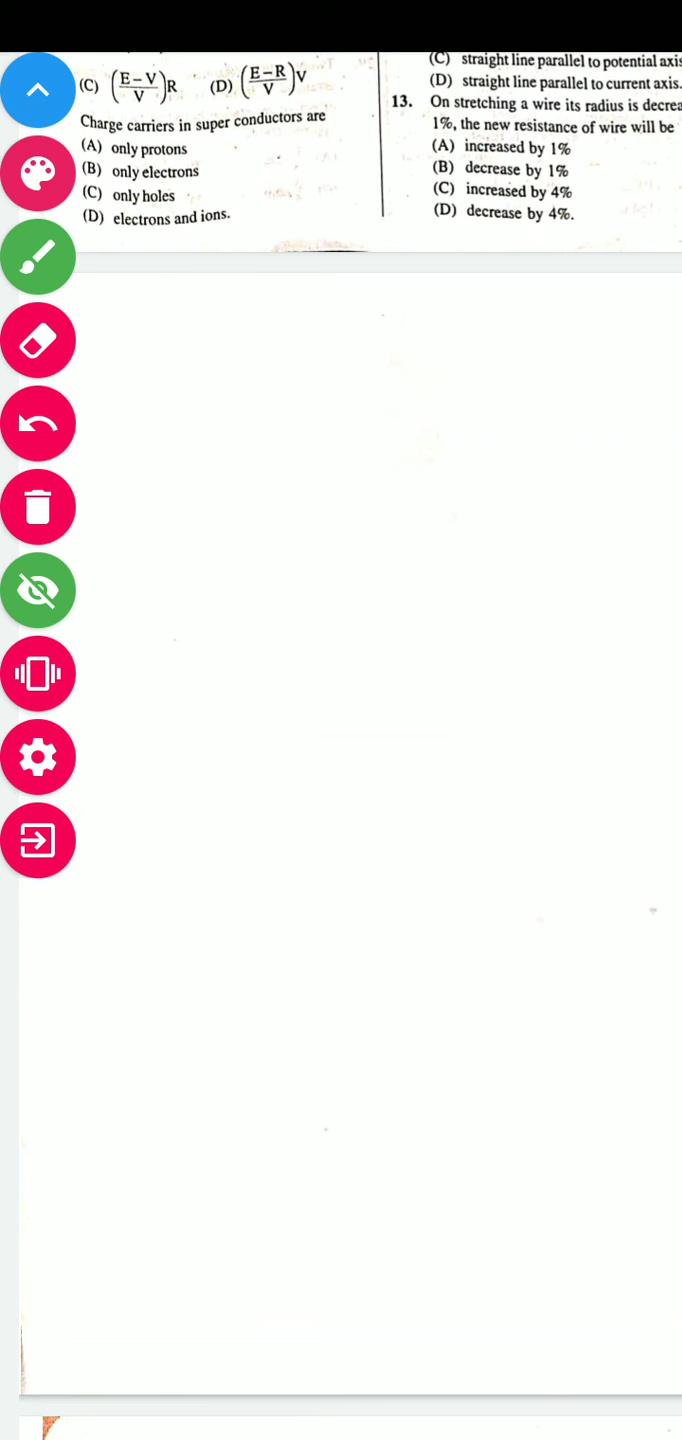 (C) (E – V / V)R (D) (E – R / V)V
Charge carriers in super conductors are
(A) only protons
(B) only electrons
(C) only holes
(D) electrons and ions.
(C) straight line parallel to potential axis
(D) straight line parallel to current axis.
13. On stretching a wire its radius is decrea
1%, the new resistance of wire will be
(A) increased by 1%
(B) decrease by 1%
(C) increased by 4%
(D) decrease by 4%.